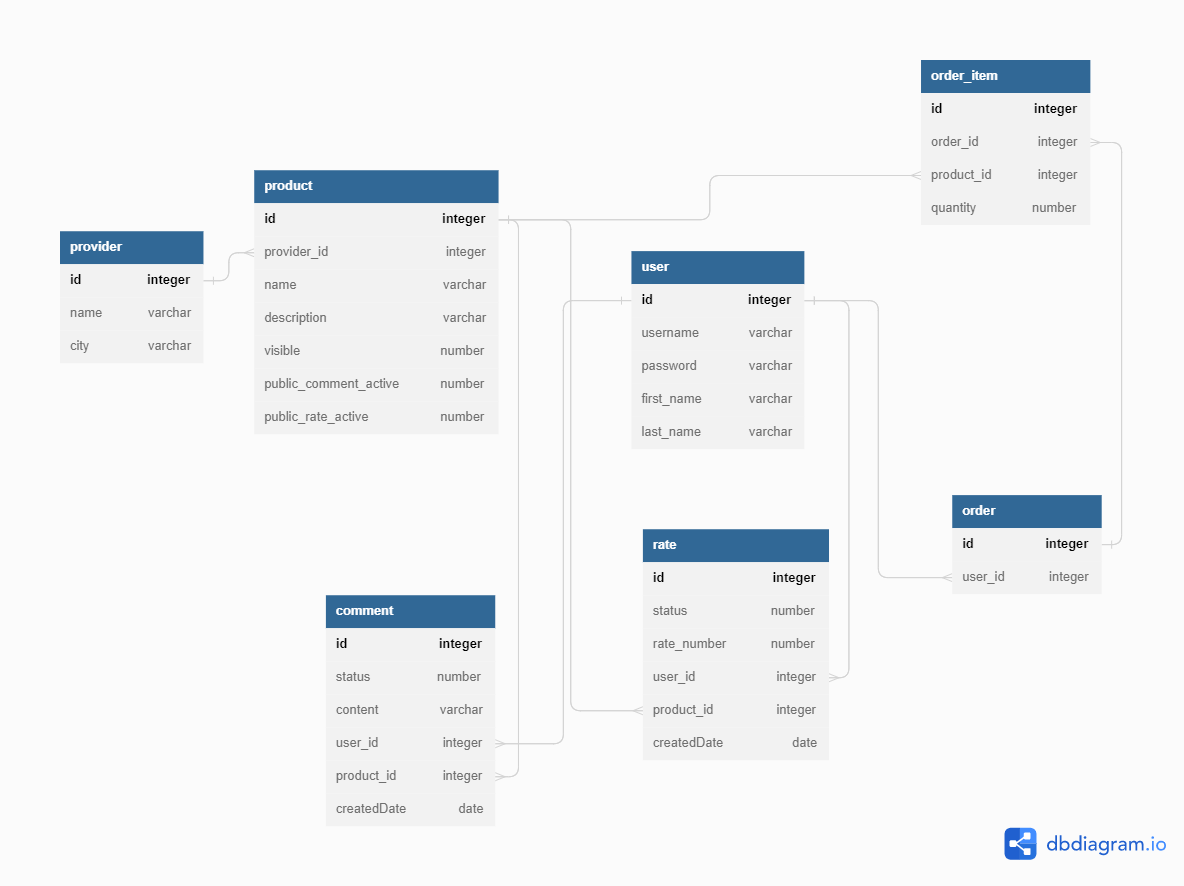 order_item
id integer
order_id integer
product_id integer
quantity number
product
id integer
provider_id integer
name varchar
description varchar
visible number
public_comment_active number
public_rate_active number
provider
id integer
name varchar
city varchar
user
id integer
username varchar
password varchar
first_name varchar
last_name varchar
order
id integer
user_id integer
rate
id integer
status number
rate_number number
user_id integer
product_id integer
createdDate date
comment
id integer
status number
content varchar
user_id integer
product_id integer
createdDate date
dbdiagram.io